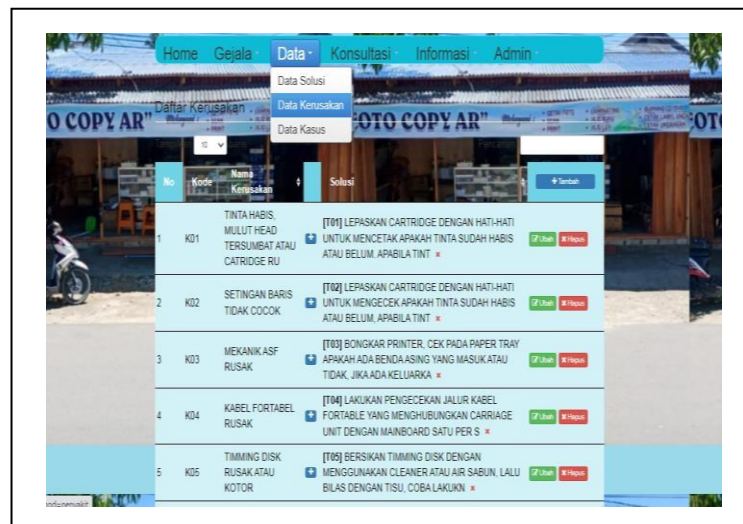 Home Gejala Data Konsultasi Informasi Admin
Data Solusi
Daftar Kerusakan
Data Kerusakan
Data Kasus
O COPY AR"
OTO COPY AR"
OTO
10
No Kode Nama Kerusakan Solusi + Tambah
1 K01 TINTA HABIS, MULUT HEAD TERSUMBAT ATAU CATRIDGE RU
[T01] LEPASKAN CARTRIDGE DENGAN HATI-HATI
UNTUK MENCETAK APAKAH TINTA SUDAH HABIS
ATAU BELUM. APABILA TINT ×
Ubah Hapus
2 K02 SETINGAN BARIS TIDAK COCOK
[T02] LEPASKAN CARTRIDGE DENGAN HATI-HATI
UNTUK MENGECEK APAKAH TINTA SUDAH HABIS
ATAU BELUM, APABILA TINT ×
Ubah Hapus
3 K03 MEKANIK ASF RUSAK
[T03] BONGKAR PRINTER, CEK PADA PAPER TRAY
APAKAH ADA BENDA ASING YANG MASUK ATAU
TIDAK, JIKA ADA KELUARKA ×
Ubah Hapus
4 K04 KABEL FORTABEL RUSAK
[T04] LAKUKAN PENGECEKAN JALUR KABEL
FORTABLE YANG MENGHUBUNGKAN CARRIAGE
UNIT DENGAN MAINBOARD SATU PER S ×
Ubah Hapus
5 K05 TIMMING DISK RUSAK ATAU KOTOR
[T05] BERSIKAN TIMMING DISK DENGAN
MENGGUNAKAN CLEANER ATAU AIR SABUN, LALU
BILAS DENGAN TISU, COBA LAKUKN ×
Ubah Hapus